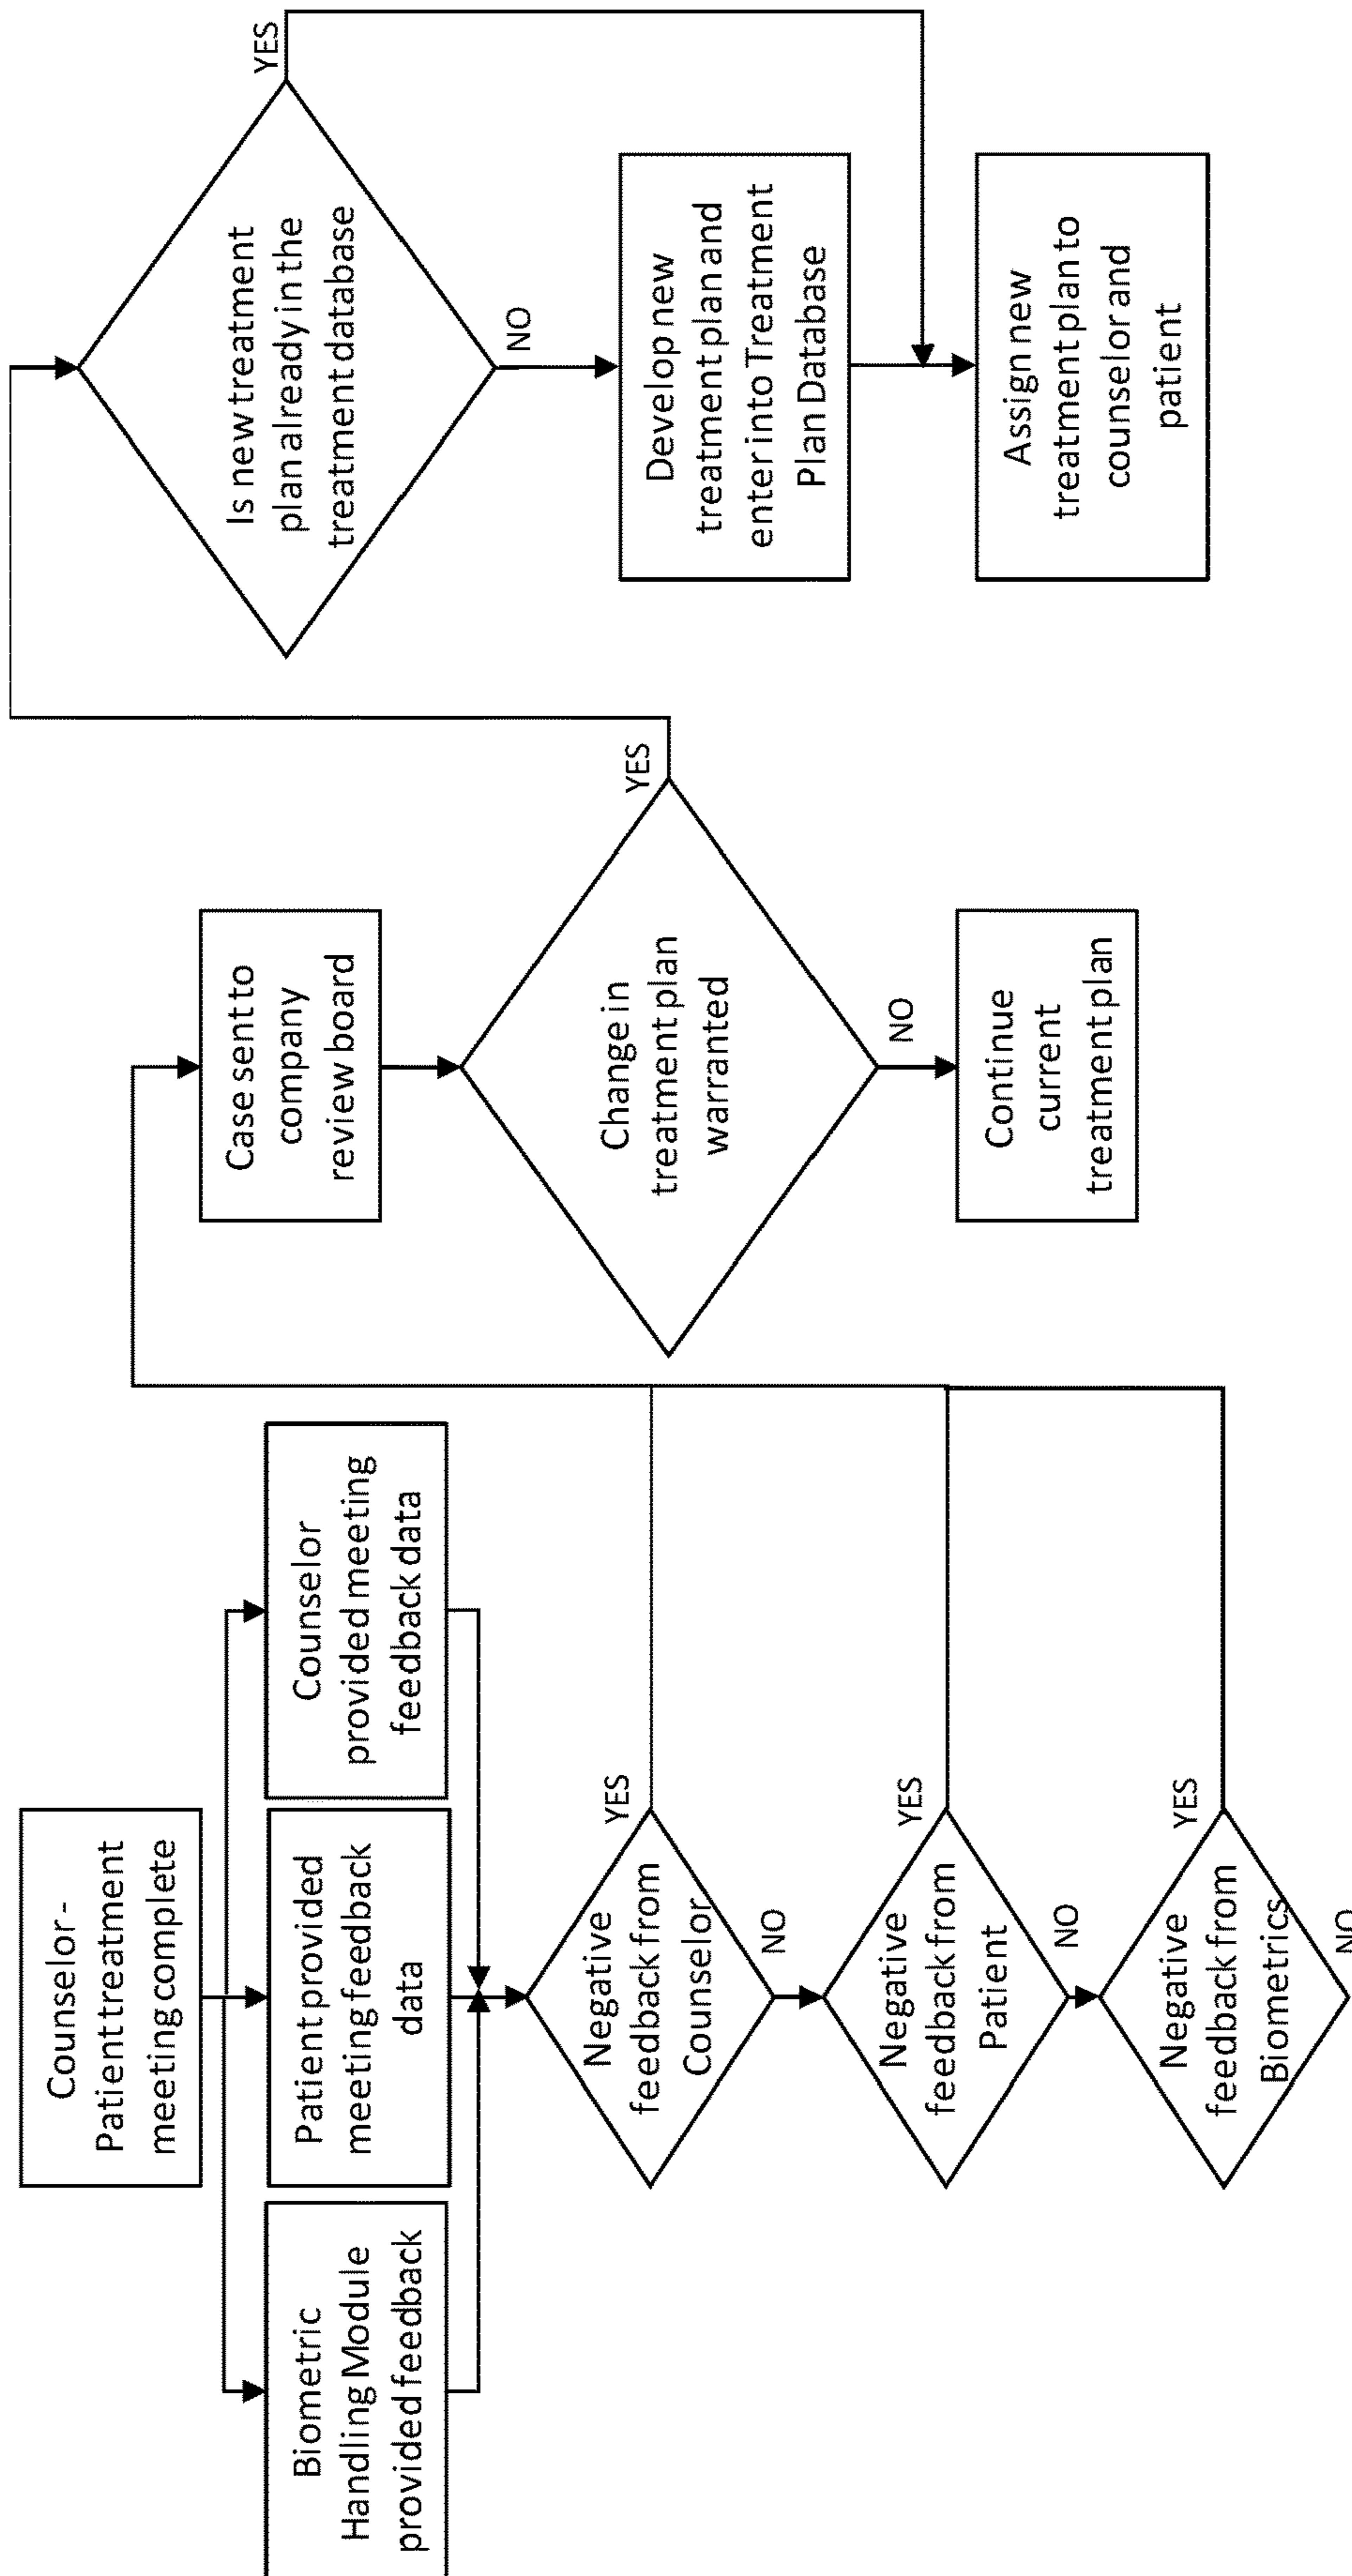 Counselor -
Patient treatment
meeting complete
Biometric
Handling Module
provided feedback
Patient provided
meeting feedback
data
Counselor
provided meeting
feedback data
Negative
feedback from
Counselor
YES
NO
Negative
feedback from
Patient
YES
NO
Negative
feedback from
Biometrics
YES
NO
Case sent to
company
review board
Change in
treatment plan
warranted
YES
NO
Continue
current
treatment plan
Is new treatment
plan already in the
treatment database
YES
NO
Develop new
treatment plan and
enter into Treatment
Plan Database
Assign new
treatment plan to
counselor and
patient